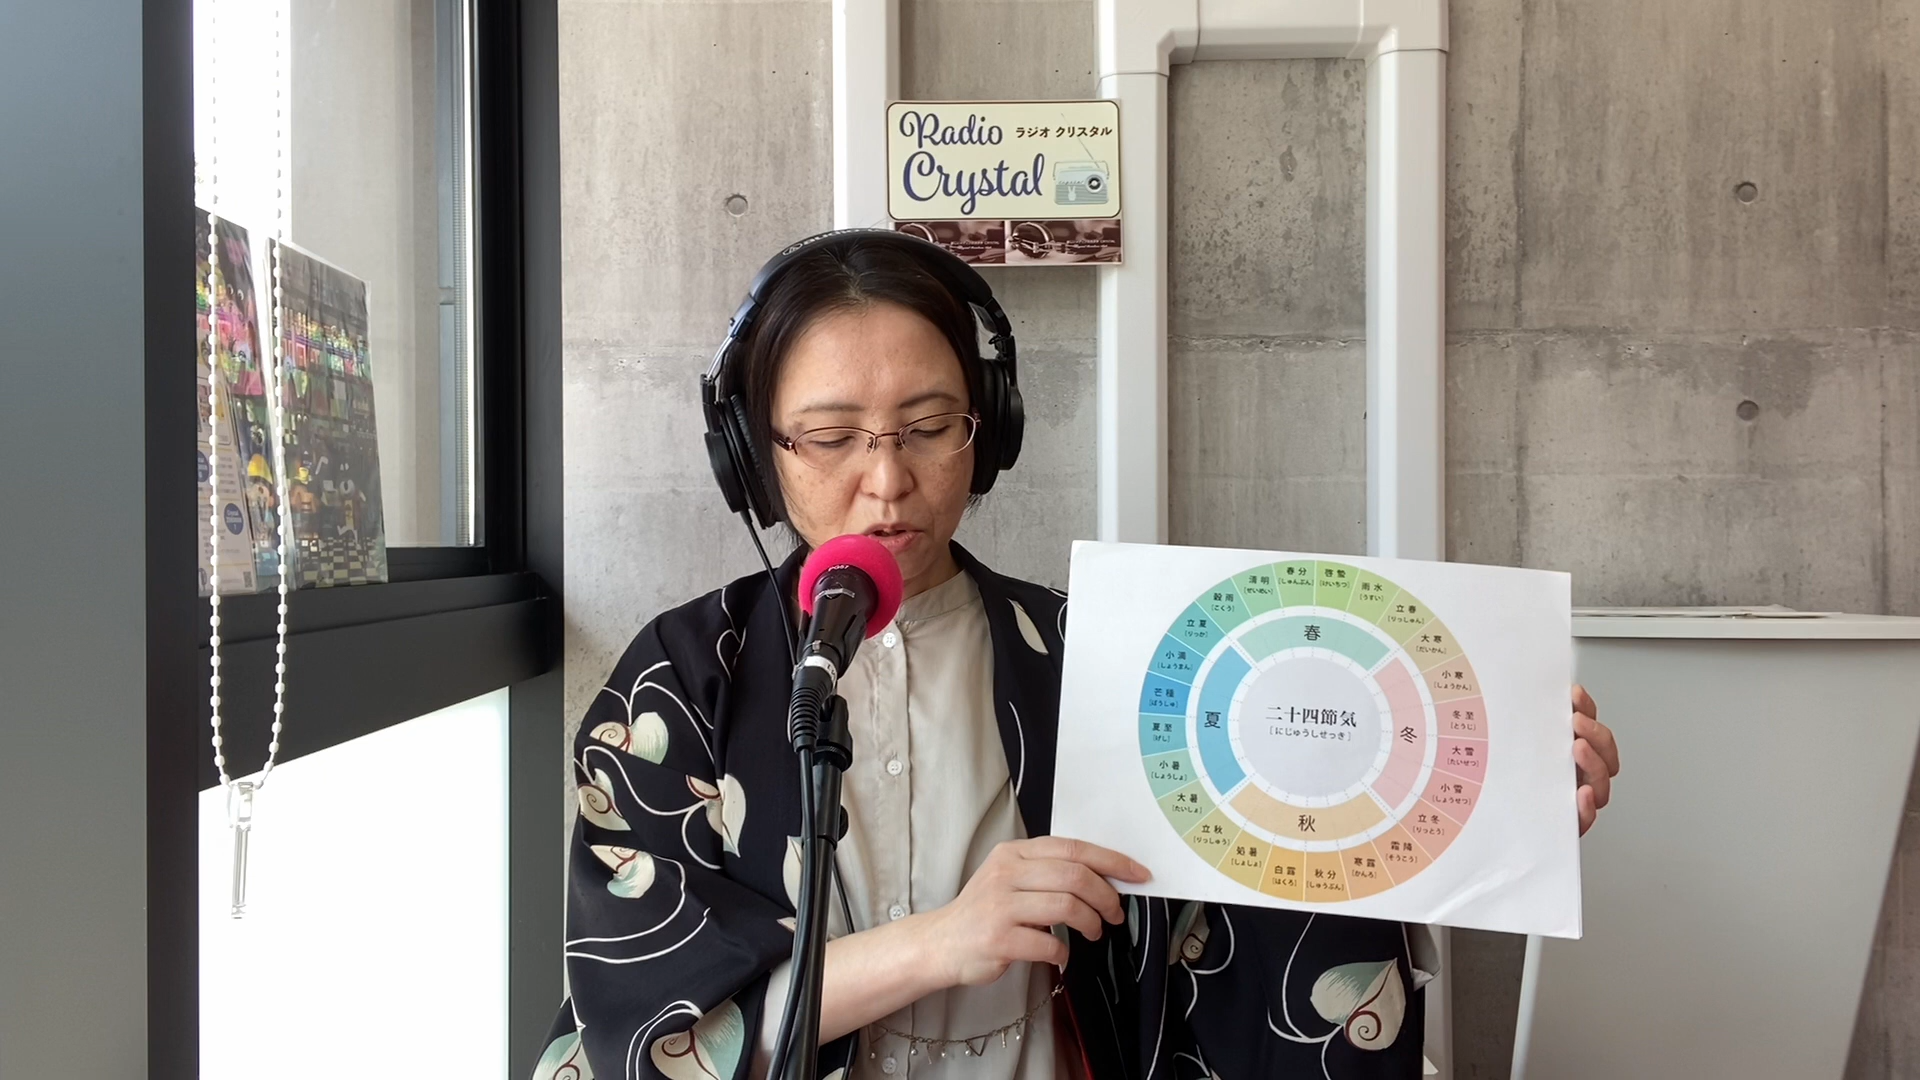 Radio
ラジオ クリスタル
Crystal
audio-
春分
[しゅんぶん]
啓蟄
[けいちつ]
雨水
[うすい]
立春
[りっしゅん]
大寒
[だいかん]
小寒
[しょうかん]
冬至
[とうじ]
大雪
[たいせつ]
小雪
[しょうせつ]
立冬
[りっとう]
霜降
[そうこう]
寒露
[かんろ]
秋分
[しゅうぶん]
白露
[はくろ]
処暑
[しょしょ]
立秋
[りっしゅう]
大暑
[たいしょ]
小暑
[しょうしょ]
夏至
[げし]
芒種
[ぼうしゅ]
小満
[しょうまん]
立夏
[りっか]
穀雨
[こくう]
清明
[せいめい]
春
冬
秋
夏
二十四節気
[にじゅうしせっき]